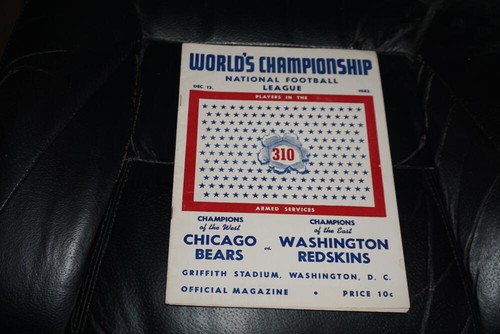 WORLD'S CHAMPIONSHIP
NATIONAL FOOTBALL
LEAGUE
DEC. 13, 1942
PLAYERS IN THE
310
ARMED SERVICES
CHAMPIONS
of the West
CHICAGO
BEARS
vs.
CHAMPIONS
of the East
WASHINGTON
REDSKINS
GRIFFITH STADIUM, WASHINGTON, D. C.
OFFICIAL MAGAZINE • PRICE 10c